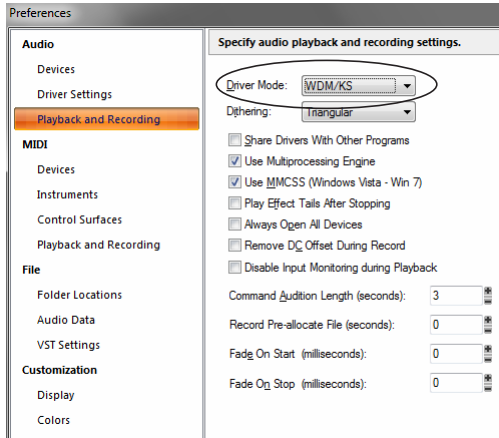 Preferences
Audio
Devices
Driver Settings
Playback and Recording
MIDI
Devices
Instruments
Control Surfaces
Playback and Recording
File
Folder Locations
Audio Data
VST Settings
Customization
Display
Colors
Specify audio playback and recording settings.
Driver Mode: WDM/KS
Dithering: Triangular
Share Drivers With Other Programs
Use Multiprocessing Engine
Use MMCSS (Windows Vista - Win 7)
Play Effect Tails After Stopping
Always Open All Devices
Remove DC Offset During Record
Disable Input Monitoring during Playback
Command Audition Length (seconds): 3
Record Pre-allocate File (seconds): 0
Fade On Start (milliseconds): 0
Fade On Stop (milliseconds): 0